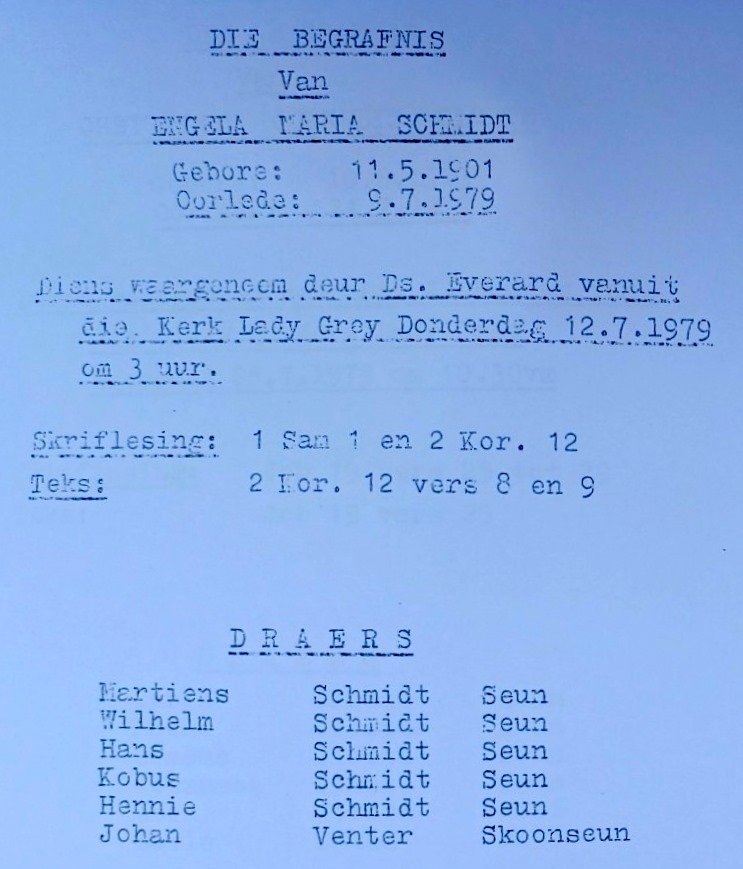 DIE BEGRAFNIS
Van
ENGELA MARIA SCHMIDT
Gebore: 11.5.1901
Oorlede: 9.7.1979
Diens waargeneem deur Ds. Everard vanuit
die Kerk Lady Grey Donderdag 12.7.1979
om 3 uur.
Skriflesing: 1 Sam 1 en 2 Kor. 12
Teks: 2 Kor. 12 vers 8 en 9
D R A E R S
Martiens Schmidt Seun
Wilhelm Schmidt Seun
Hans Schmidt Seun
Kobus Schmidt Seun
Hennie Schmidt Seun
Johan Venter Skoonseun